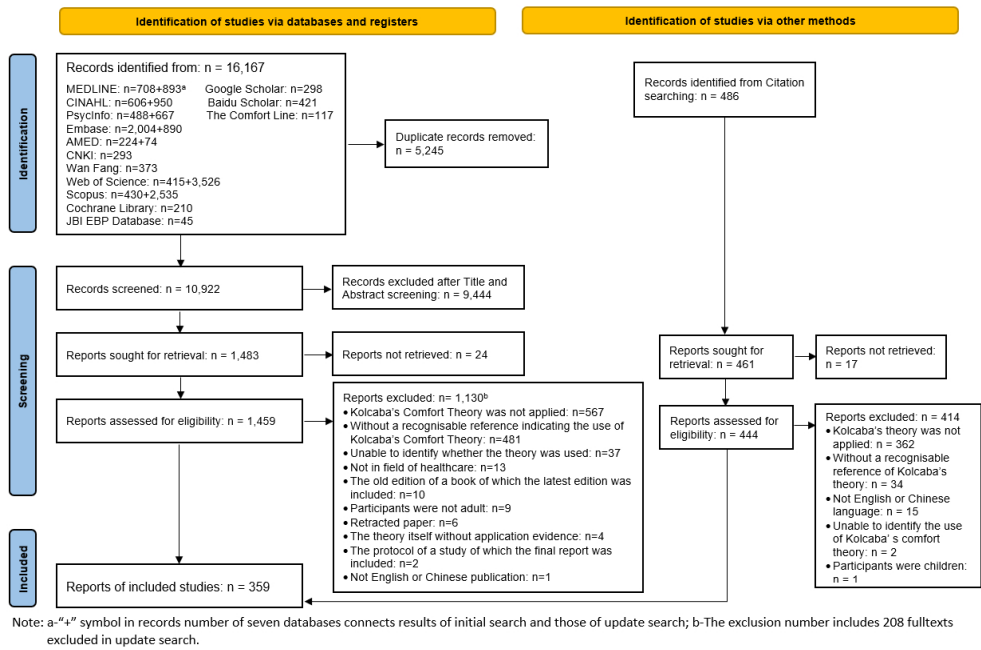 Identification of studies via databases and registers
Identification of studies via other methods
Identification
Records identified from: n = 16,167
MEDLINE: n=708+893ᵃ Google Scholar: n=298
CINAHL: n=606+950 Baidu Scholar: n=421
PsycInfo: n=488+667 The Comfort Line: n=117
Embase: n=2,004+890
AMED: n=224+74
CNKI: n=293
Wan Fang: n=373
Web of Science: n=415+3,526
Scopus: n=430+2,535
Cochrane Library: n=210
JBI EBP Database: n=45
Duplicate records removed:
n = 5,245
Records identified from Citation
searching: n = 486
Screening
Records screened: n = 10,922
Records excluded after Title and
Abstract screening: n = 9,444
Reports sought for retrieval: n = 1,483
Reports not retrieved: n = 24
Reports sought for
retrieval: n = 461
Reports not retrieved:
n = 17
Reports assessed for eligibility: n = 1,459
Reports excluded: n= 1,130ᵇ
• Kolcaba's Comfort Theory was not applied: n=567
• Without a recognisable reference indicating the use of
Kolcaba's Comfort Theory: n=481
• Unable to identify whether the theory was used: n=37
• Not in field of healthcare: n=13
• The old edition of a book of which the latest edition was
included: n=10
• Participants were not adult: n=9
• Retracted paper: n=6
• The theory itself without application evidence: n=4
• The protocol of a study of which the final report was
included: n=2
• Not English or Chinese publication: n=1
Reports assessed for
eligibility: n = 444
Reports excluded: n = 414
• Kolcaba's theory was not
applied: n = 362
• Without a recognisable
reference of Kolcaba's
theory: n = 34
• Not English or Chinese
language: n = 15
• Unable to identify the use
of Kolcaba' s comfort
theory: n = 2
• Participants were children:
n = 1
Included
Reports of included studies: n = 359
Note: a-"+" symbol in records number of seven databases connects results of initial search and those of update search; b-The exclusion number includes 208 fulltexts
excluded in update search.